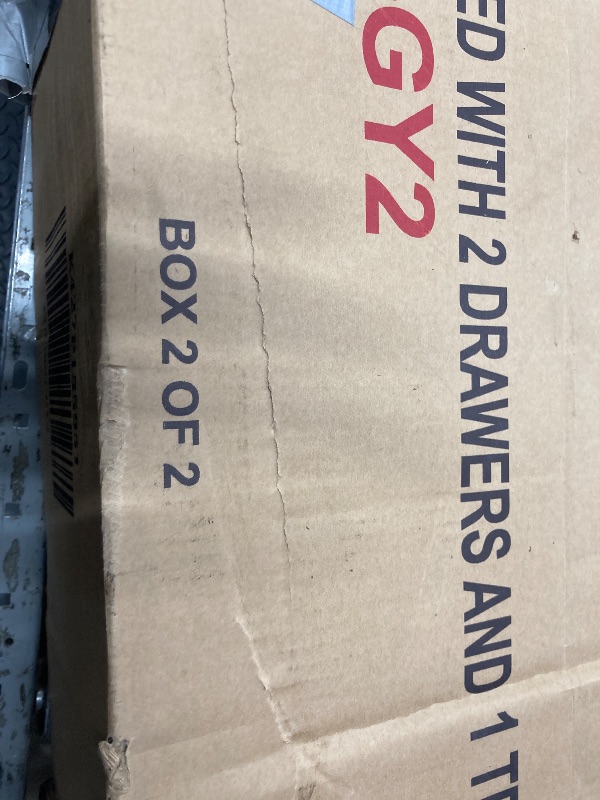 ED WITH 2 DRAWERS AND 1 TR
GY2
BOX 2 OF 2